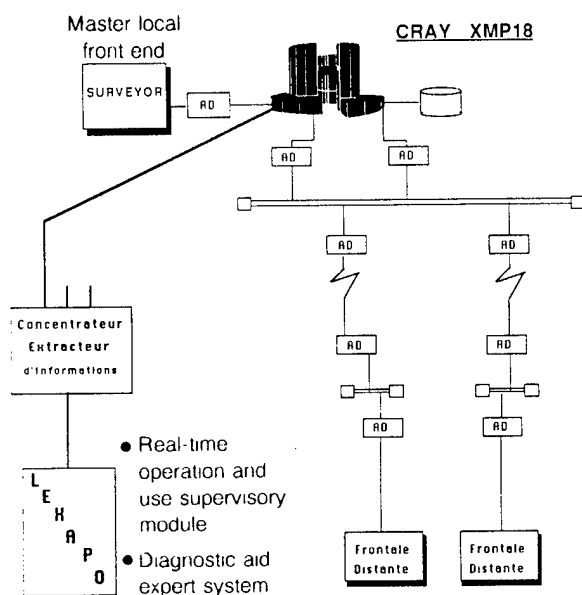 Master local
front end
CRAY XMP18
SURVEYOR
AD
AD
AD
AD
AD
AD
AD
Concentrateur
Extracteur
d'Informations
AD
AD
• Real-time
operation and
use supervisory
module
LEXAPO
• Diagnostic aid
expert system
Frontale
Distante
Frontale
Distante